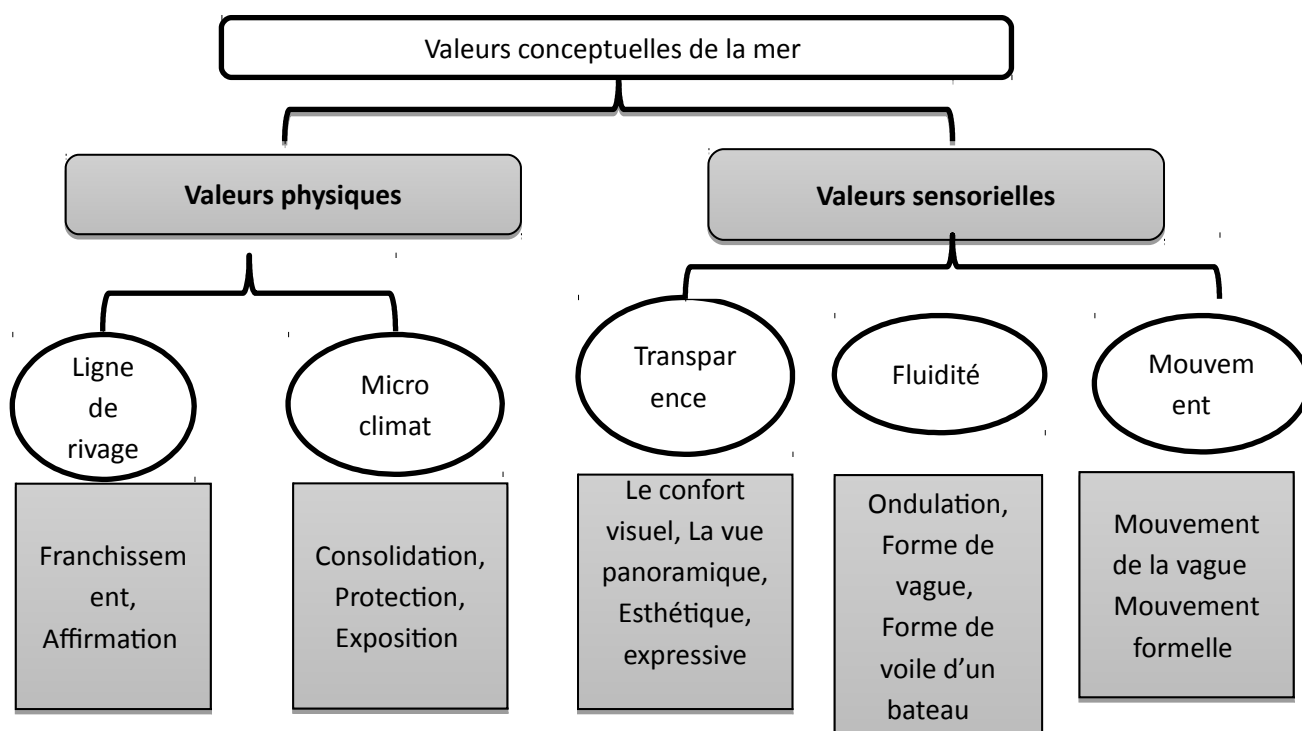 Valeurs conceptuelles de la mer
Valeurs physiques
Valeurs sensorielles
Ligne
de
rivage
Micro
climat
Transpar
ence
Fluidité
Mouvem
ent
Franchissem
ent,
Affirmation
Consolidation,
Protection,
Exposition
Le confort
visuel, La vue
panoramique,
Esthétique,
expressive
Ondulation,
Forme de
vague,
Forme de
voile d’un
bateau
Mouvement
de la vague
Mouvement
formelle